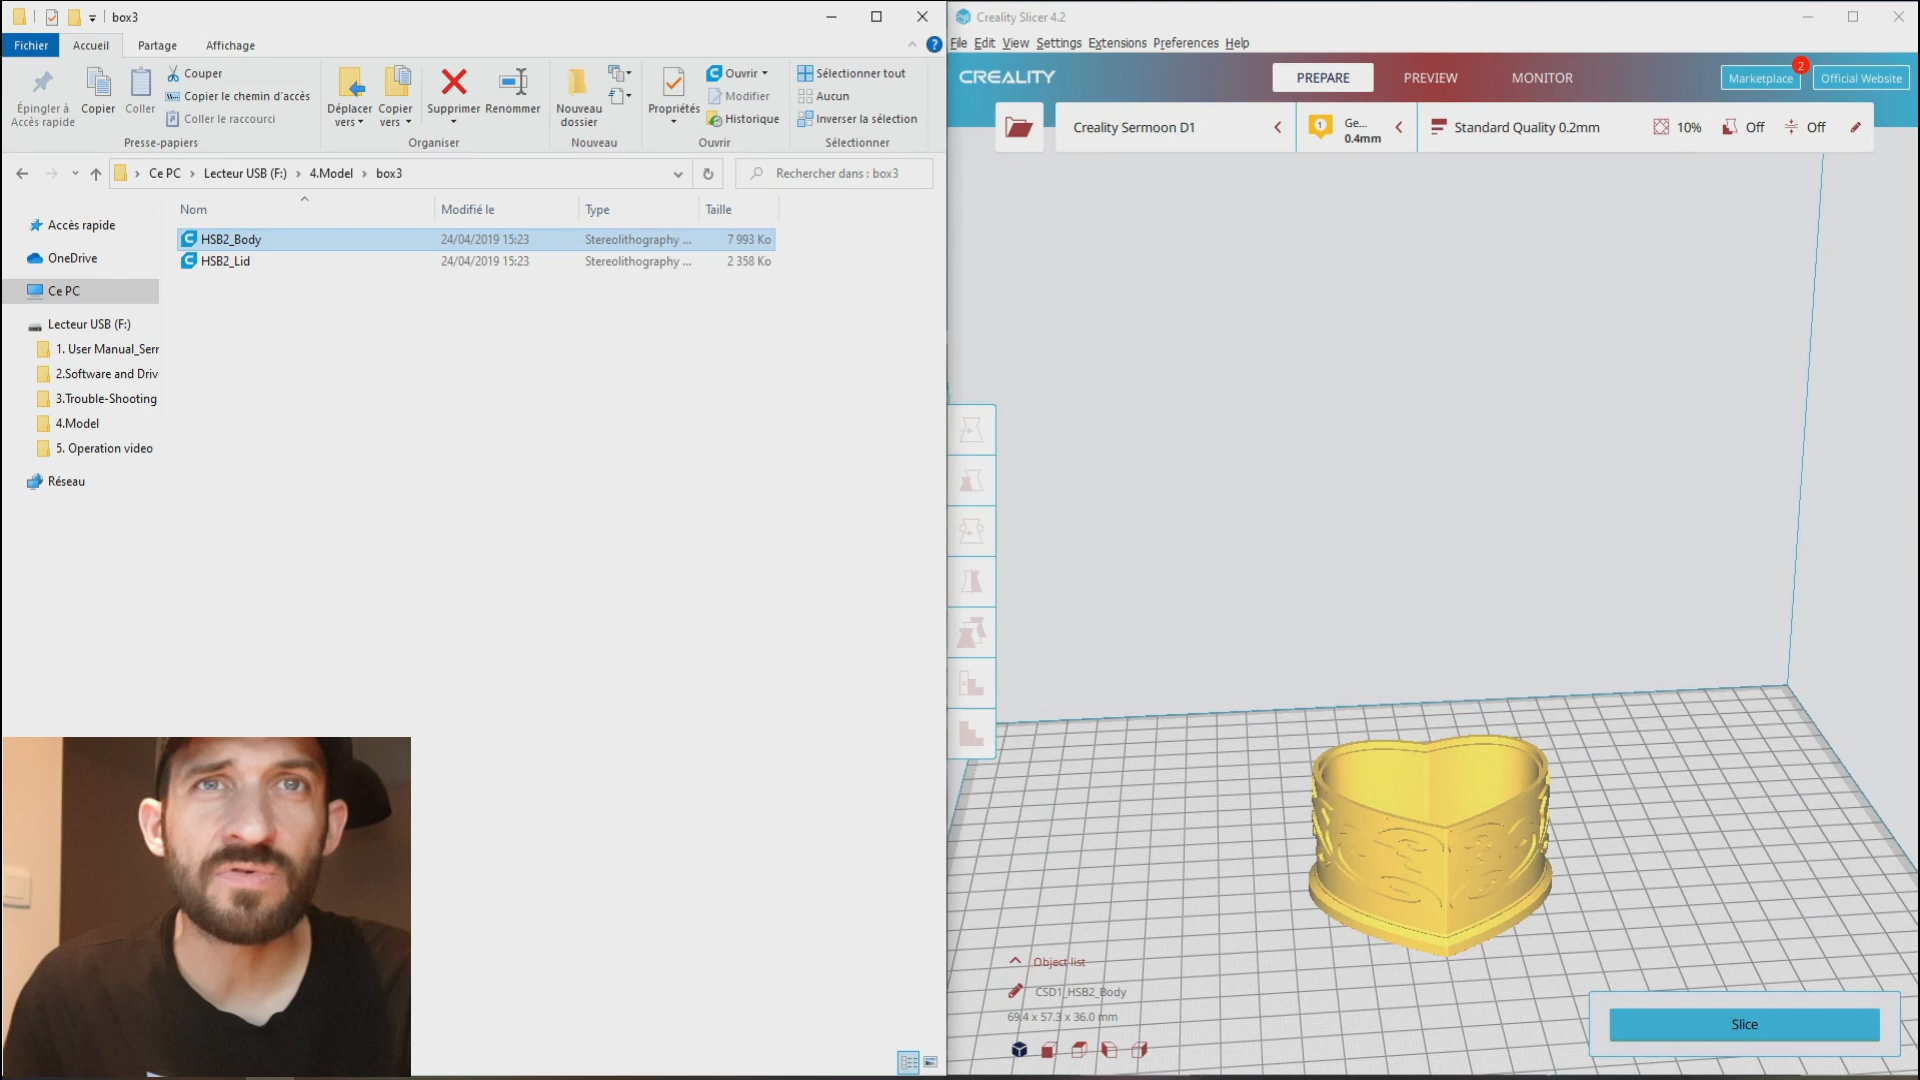 box3
Fichier
Accueil
Partage
Affichage
Épingler à
Accès rapide
Copier
Coller
Couper
Copier le chemin d'accès
Coller le raccourci
Presse-papiers
Déplacer
vers
Copier
vers
Supprimer
Renommer
Organiser
Nouveau
dossier
Nouveau
Propriétés
Ouvrir
Modifier
Historique
Ouvrir
Sélectionner tout
Aucun
Inverser la sélection
Sélectionner
Ce PC
Lecteur USB (F:)
4.Model
box3
Rechercher dans : box3
Nom
Modifié le
Type
Taille
HSB2_Body
24/04/2019 15:23
Stereolithography ...
7 993 Ko
HSB2_Lid
24/04/2019 15:23
Stereolithography ...
2 358 Ko
Accès rapide
OneDrive
Ce PC
Lecteur USB (F:)
1. User Manual_Serr
2.Software and Driv
3.Trouble-Shooting
4.Model
5. Operation video
Réseau
Creality Slicer 4.2
File Edit View Settings Extensions Preferences Help
CREALITY
PREPARE
PREVIEW
MONITOR
Marketplace
2
Official Website
Creality Sermoon D1
1
Ge...
0.4mm
Standard Quality 0.2mm
10%
Off
Off
Object list
CSD1_HSB2_Body
69.4 x 57.3 x 36.0 mm
Slice